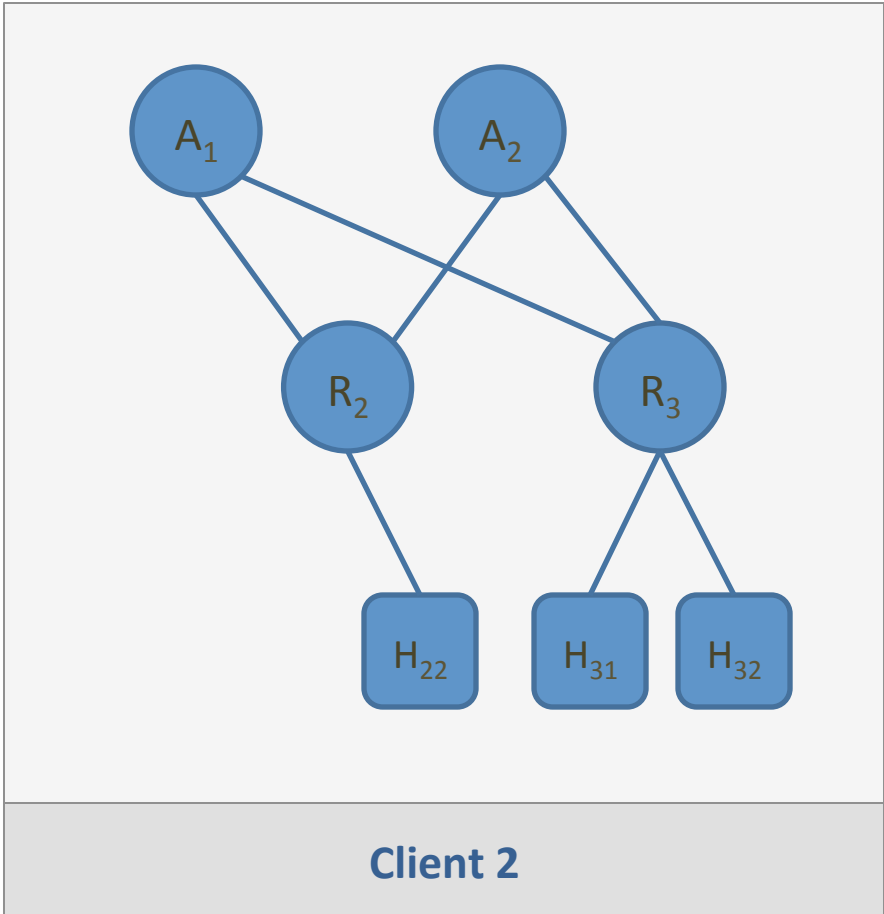 A₁
A₂
R₂
R₃
H₂₂
H₃₁
H₃₂
Client 2